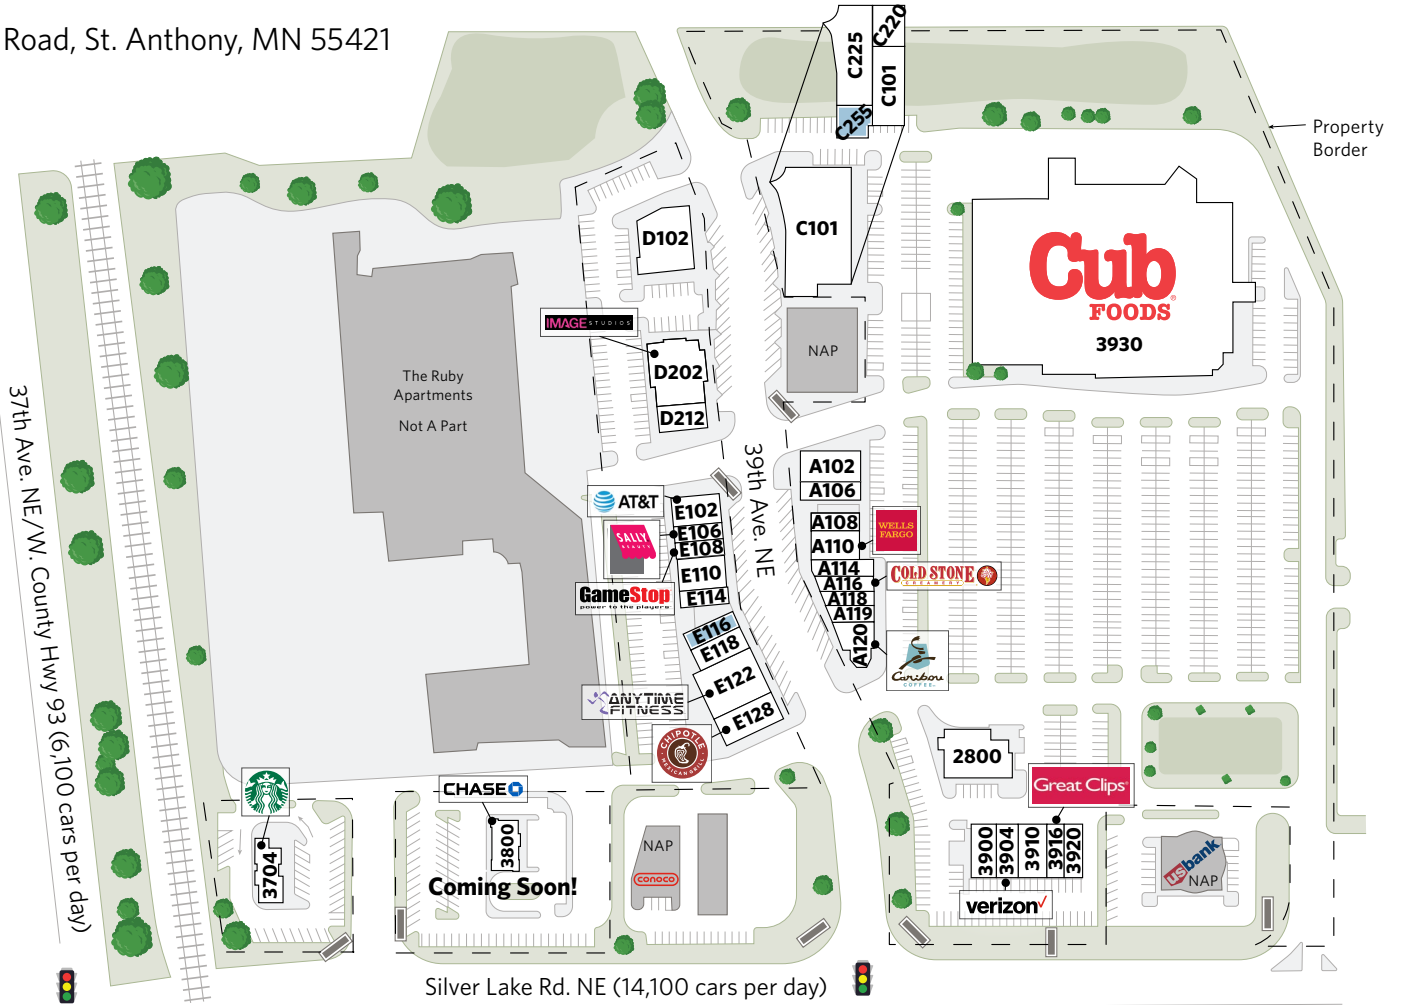 Road, St. Anthony, MN 55421
C220
C225
C101
C255
Property
Border
C101
D102
Cub
FOODS
3930
IMAGE STUDIOS
NAP
D202
The Ruby
Apartments
Not A Part
D212
37th Ave. NE/W. County Hwy 93 (6,100 cars per day)
39th Ave. NE
A102
A106
AT&T
E102
SALLY
BEAUTY
E106
E108
A108
WELLS
FARGO
A110
E110
A114
COLD STONE
CREAMERY
A116
GameStop
power to the players
E114
A118
A119
E116
E118
A120
Caribou
COFFEE
E122
ANYTIME
FITNESS
E128
CHIPOTLE
MEXICAN GRILL
2800
Great Clips
CHASE
3704
3800
Coming Soon!
NAP
conoco
3900
3904
3910
3916
3920
usbank
NAP
verizon
Silver Lake Rd. NE (14,100 cars per day)